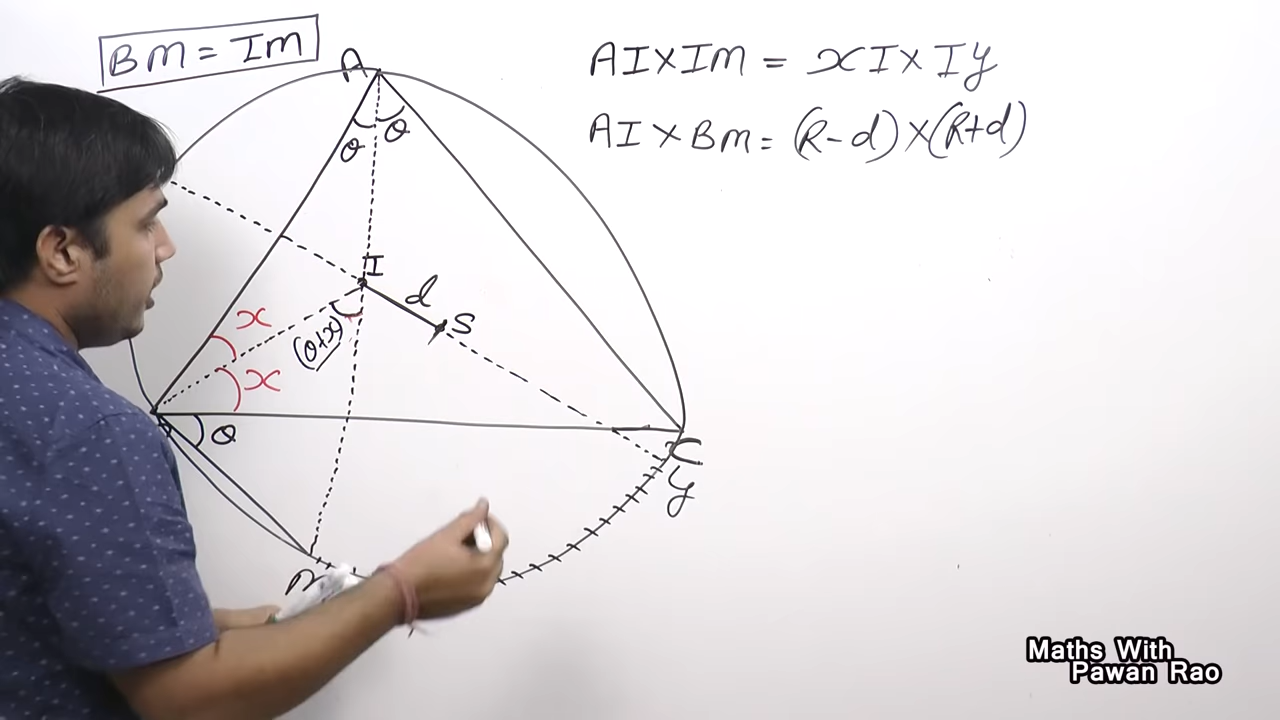 BM = IM
A
θ
θ
I
d
S
x
(θ+x)
x
θ
C
y
M
AI × IM = xI × Iy
AI × BM = (R-d) × (R+d)
Maths With
Pawan Rao